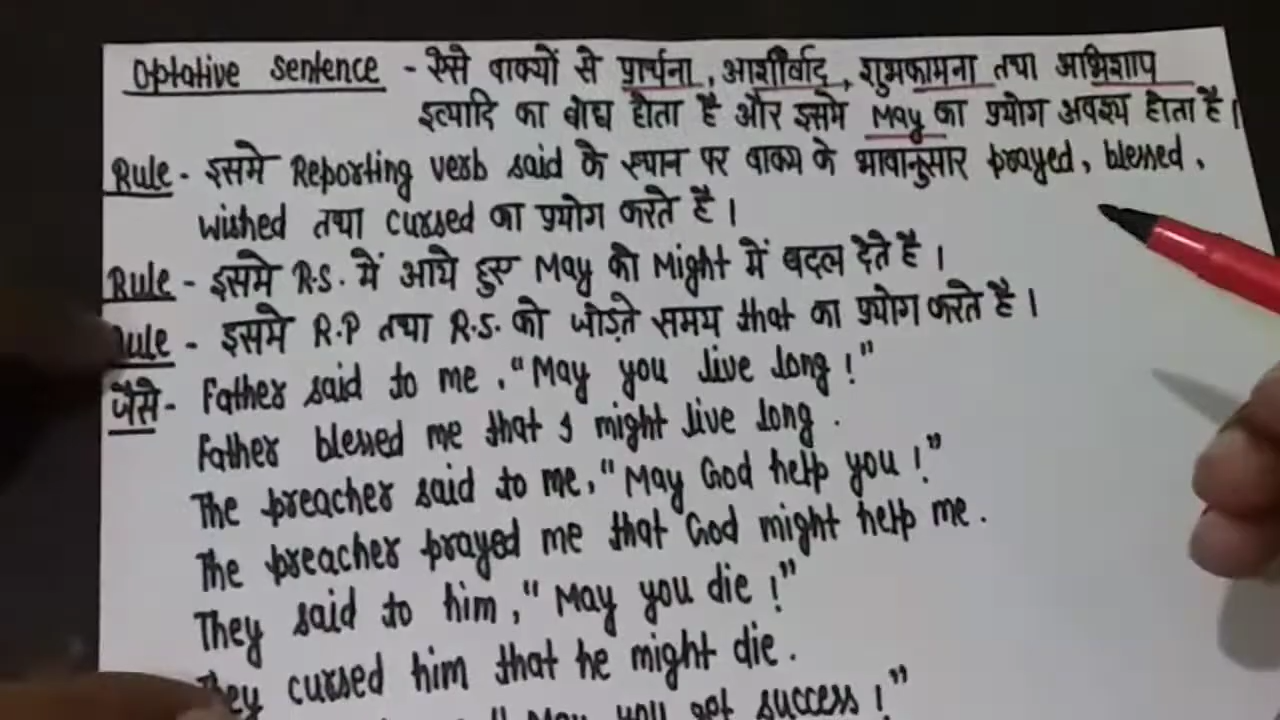 Optative Sentence - ऐसे वाक्यों से प्रार्थना, आशीर्वाद, शुभकामना तथा अभिशाप
इत्यादि का बोध होता है और इसमे May का प्रयोग अवश्य होता है।
Rule - इसमे Reporting verb said के स्थान पर वाक्य के भावानुसार prayed, blessed,
wished तथा cursed का प्रयोग करते है।
Rule - इसमे R.S. में आये हुए May को Might में बदल देते है।
Rule - इसमे R.P तथा R.S. को जोड़ते समय that का प्रयोग करते है।
जैसे - Father said to me, "May you live long!"
Father blessed me that I might live long.
The preacher said to me, "May God help you!"
The preacher prayed me that God might help me.
They said to him, "May you die!"
They cursed him that he might die.
"May you get success!"